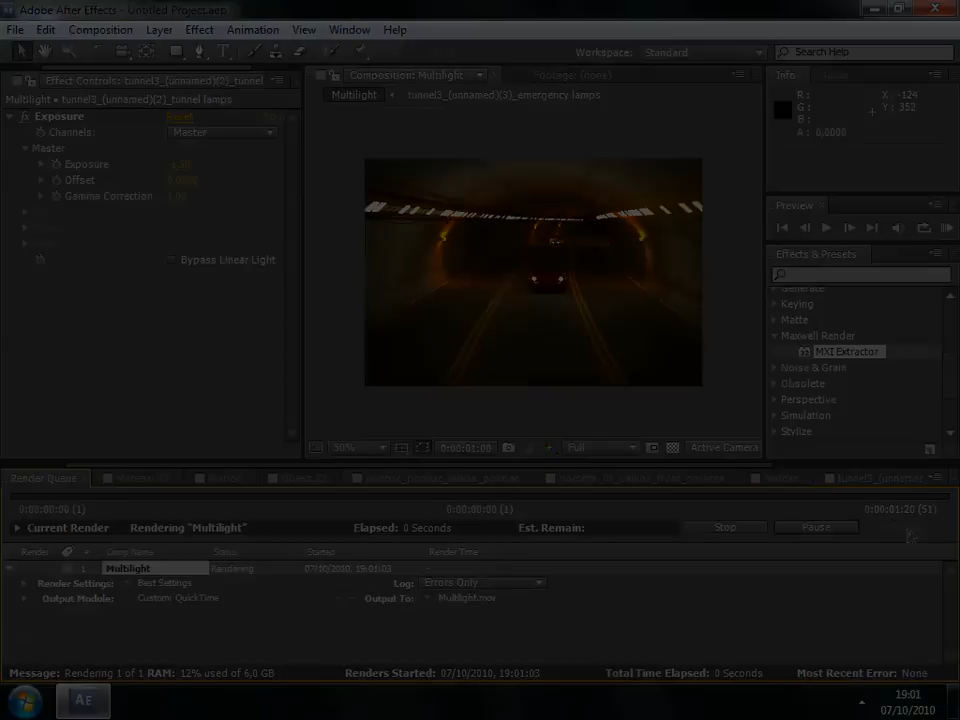 Adobe After Effects - Untitled Project.aep
File Edit Composition Layer Effect Animation View Window Help
Workspace: Standard Search Help
Effect Controls: tunnel3_(unnamed)(2)_tunnel
Composition: Multilight
Footage: (none)
Info
Multilight • tunnel3_(unnamed)(2)_tunnel lamps
Multilight tunnel3_(unnamed)(3)_emergency lamps
R:
G:
B:
A: 0,0000
X: -124
Y: 352
Exposure Reset
Channels: Master
Master
Exposure
Offset 0,0000
Gamma Correction 1,00
Bypass Linear Light
Preview
Effects & Presets
Generate
Keying
Matte
Maxwell Render
MXI Extractor
Noise & Grain
Obsolete
Perspective
Simulation
Stylize
50% 0:00:01:00 Full Active Camera
Render Queue
0:00:00:00 (1) 0:00:00:00 (1) 0:00:01:20 (51)
Current Render Rendering "Multilight" Elapsed: 0 Seconds Est. Remain: Stop Pause
Render # Comp Name Status Started Render Time
1 Multilight Rendering 07/10/2010, 19:01:03 -
Render Settings: Best Settings Log: Errors Only
Output Module: Custom: QuickTime Output To: Multilight.mov
Message: Rendering 1 of 1 RAM: 12% used of 6,0 GB Renders Started: 07/10/2010, 19:01:03 Total Time Elapsed: 0 Seconds Most Recent Error: None
Ae
19:01
07/10/2010